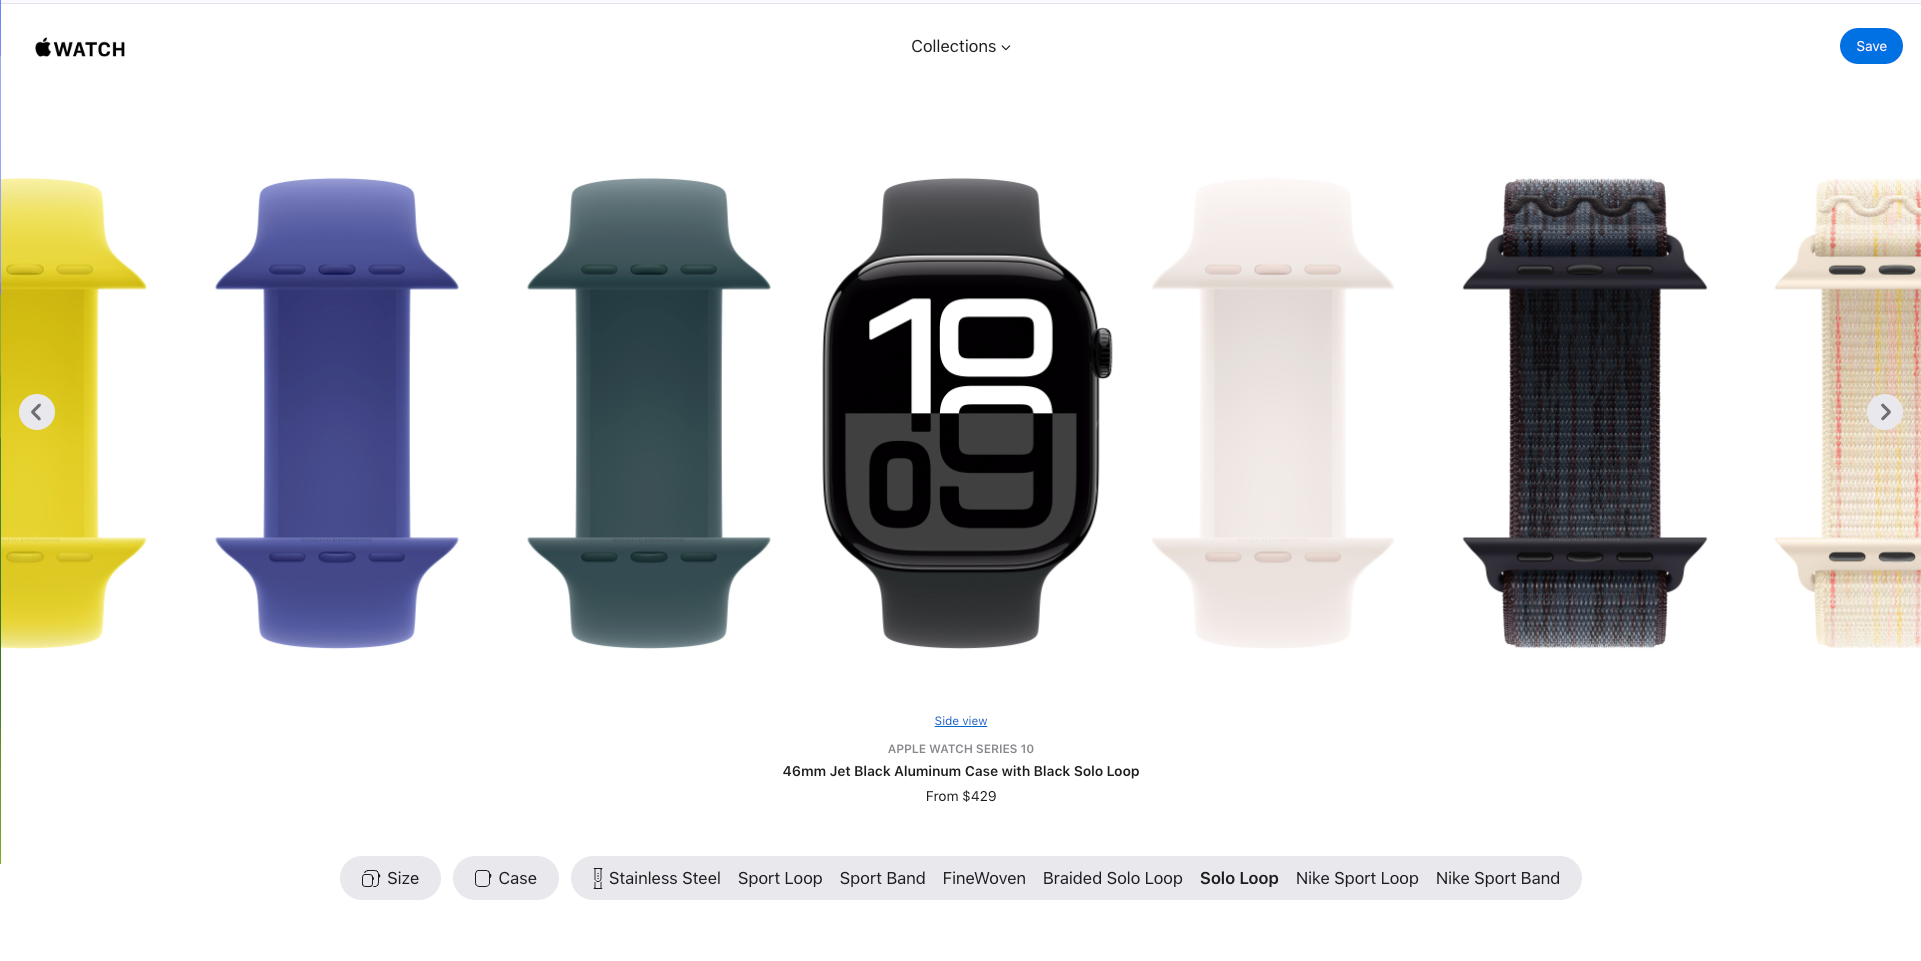 WATCH
Collections
Save
10
09
Side view
APPLE WATCH SERIES 10
46mm Jet Black Aluminum Case with Black Solo Loop
From $429
Size
Case
Stainless Steel Sport Loop Sport Band FineWoven Braided Solo Loop Solo Loop Nike Sport Loop Nike Sport Band